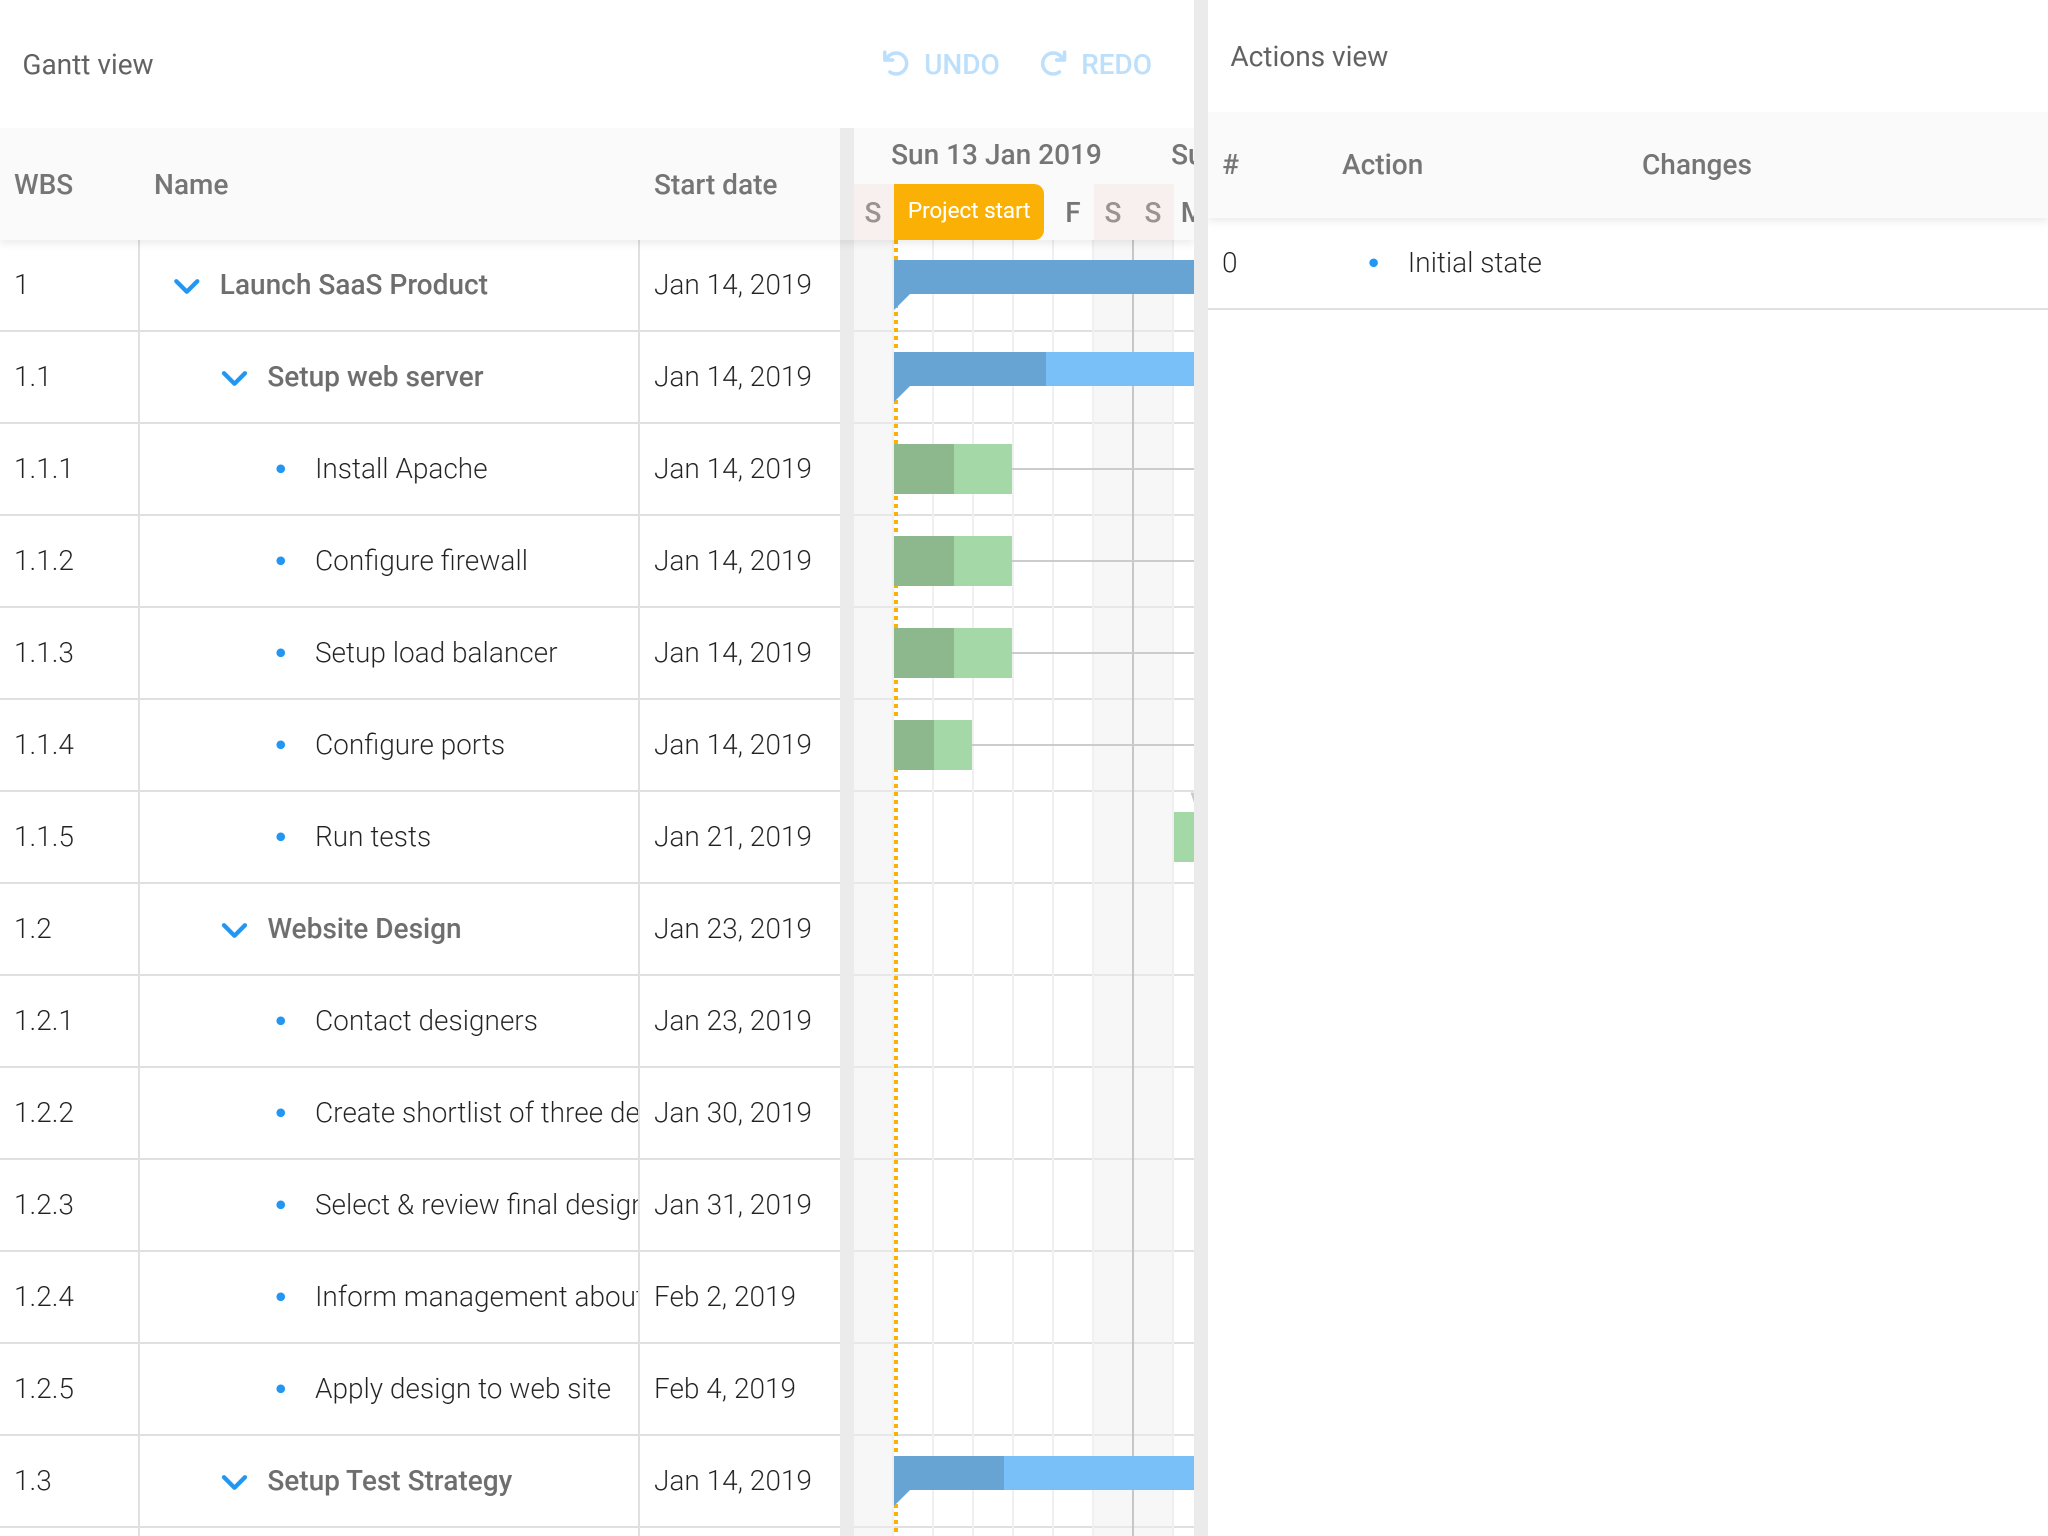 Gantt view
UNDO REDO
Actions view
WBS Name Start date
Sun 13 Jan 2019
S Project start F S S
# Action Changes
0 Initial state
1 Launch SaaS Product Jan 14, 2019
1.1 Setup web server Jan 14, 2019
1.1.1 Install Apache Jan 14, 2019
1.1.2 Configure firewall Jan 14, 2019
1.1.3 Setup load balancer Jan 14, 2019
1.1.4 Configure ports Jan 14, 2019
1.1.5 Run tests Jan 21, 2019
1.2 Website Design Jan 23, 2019
1.2.1 Contact designers Jan 23, 2019
1.2.2 Create shortlist of three de Jan 30, 2019
1.2.3 Select & review final design Jan 31, 2019
1.2.4 Inform management about Feb 2, 2019
1.2.5 Apply design to web site Feb 4, 2019
1.3 Setup Test Strategy Jan 14, 2019